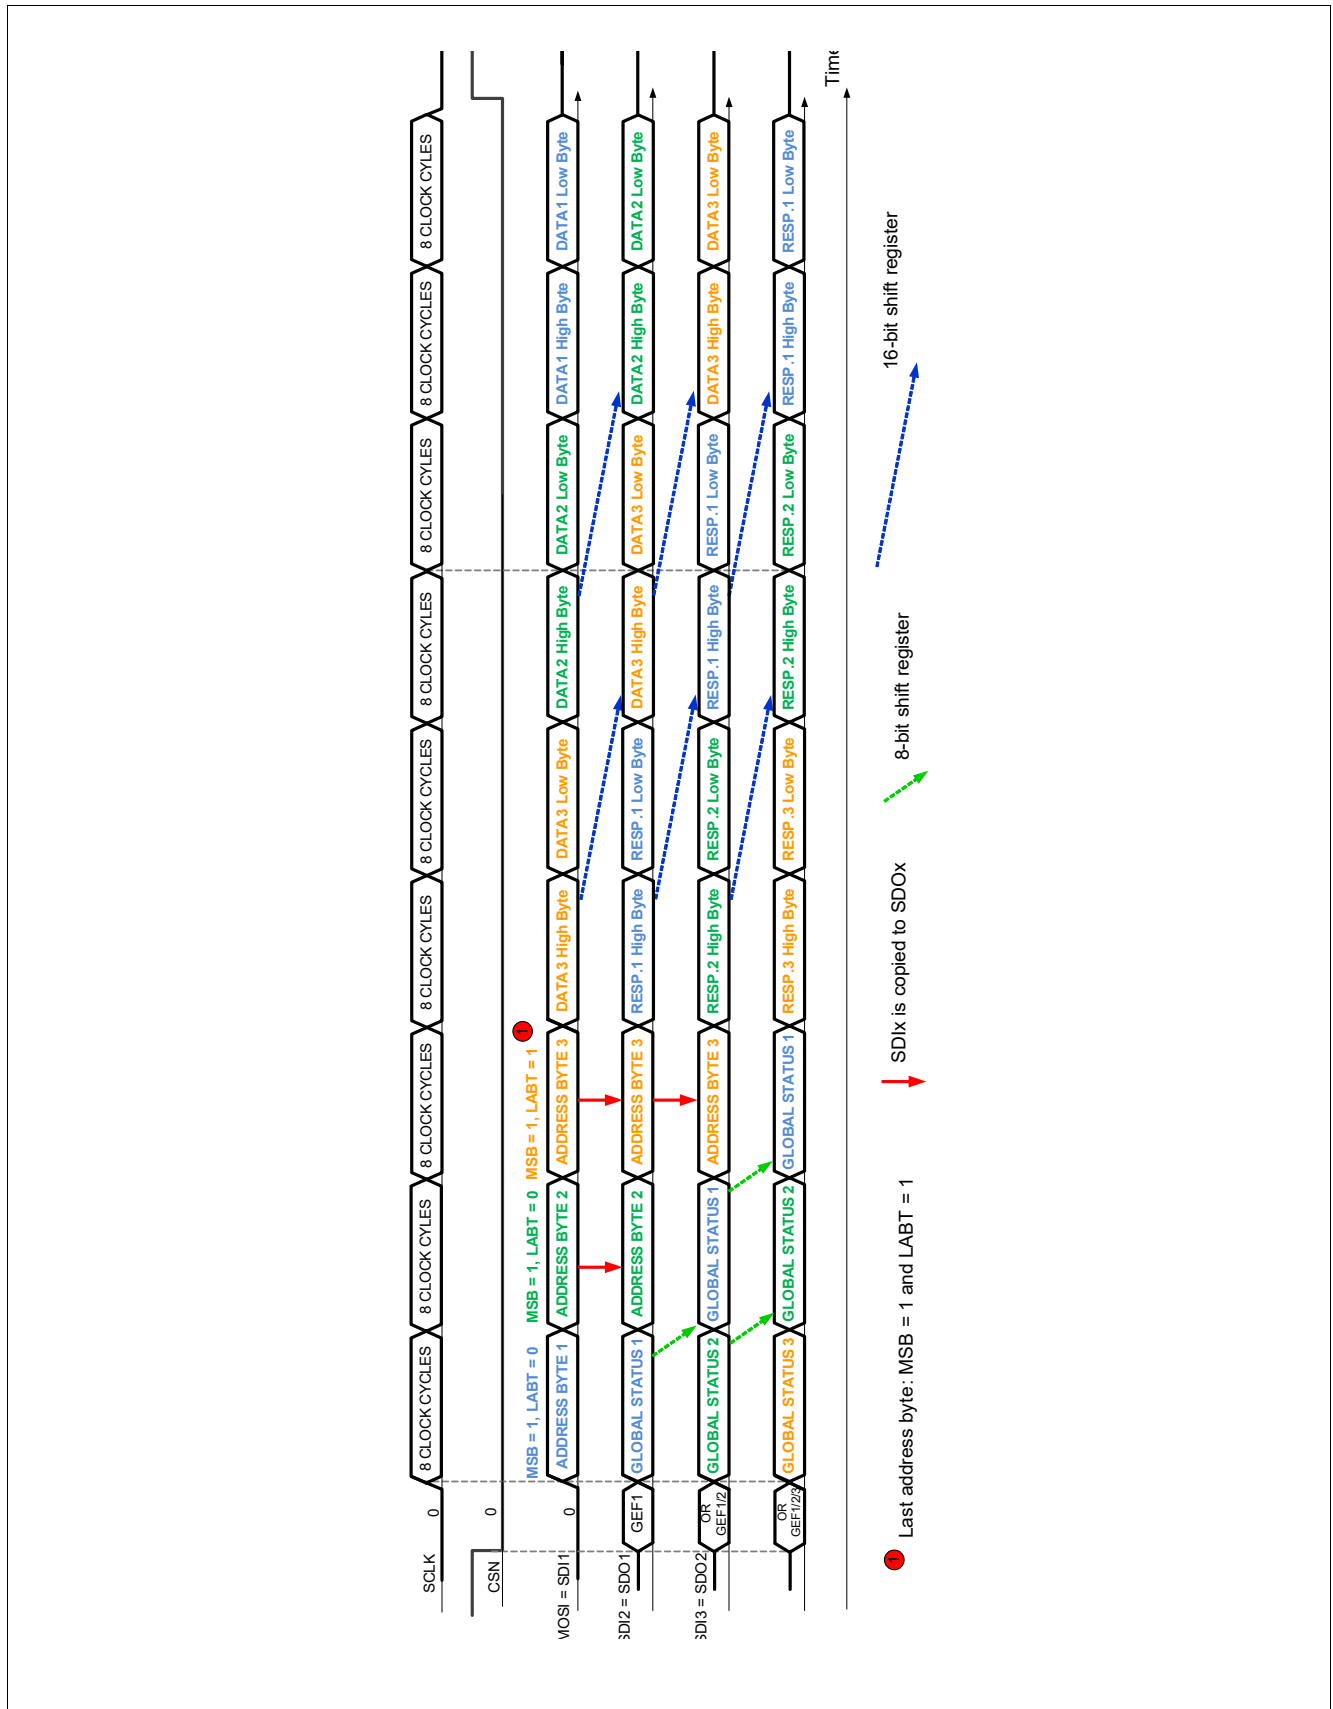 SCLK 0 8 CLOCK CYCLES 8 CLOCK CYLES 8 CLOCK CYCLES 8 CLOCK CYLES 8 CLOCK CYCLES 8 CLOCK CYLES 8 CLOCK CYCLES 8 CLOCK CYCLES 8 CLOCK CYLES
CSN 0
MSB = 1, LABT = 0 MSB = 1, LABT = 0 MSB = 1, LABT = 1 1
MOSI = SDI1 0 ADDRESS BYTE 1 ADDRESS BYTE 2 ADDRESS BYTE 3 DATA3 High Byte DATA3 Low Byte DATA2 High Byte DATA2 Low Byte DATA1 High Byte DATA1 Low Byte
SDI2 = SDO1 GEF1 GLOBAL STATUS 1 ADDRESS BYTE 2 ADDRESS BYTE 3 RESP.1 High Byte RESP.1 Low Byte DATA3 High Byte DATA3 Low Byte DATA2 High Byte DATA2 Low Byte
SDI3 = SDO2 OR GEF1/2 GLOBAL STATUS 2 GLOBAL STATUS 1 ADDRESS BYTE 3 RESP.2 High Byte RESP.2 Low Byte RESP.1 High Byte RESP.1 Low Byte DATA3 High Byte DATA3 Low Byte
OR GEF1/2/3 GLOBAL STATUS 3 GLOBAL STATUS 2 GLOBAL STATUS 1 RESP.3 High Byte RESP.3 Low Byte RESP.2 High Byte RESP.2 Low Byte RESP.1 High Byte RESP.1 Low Byte
Time
1 Last address byte: MSB = 1 and LABT = 1 SDIx is copied to SDOx 8-bit shift register 16-bit shift register